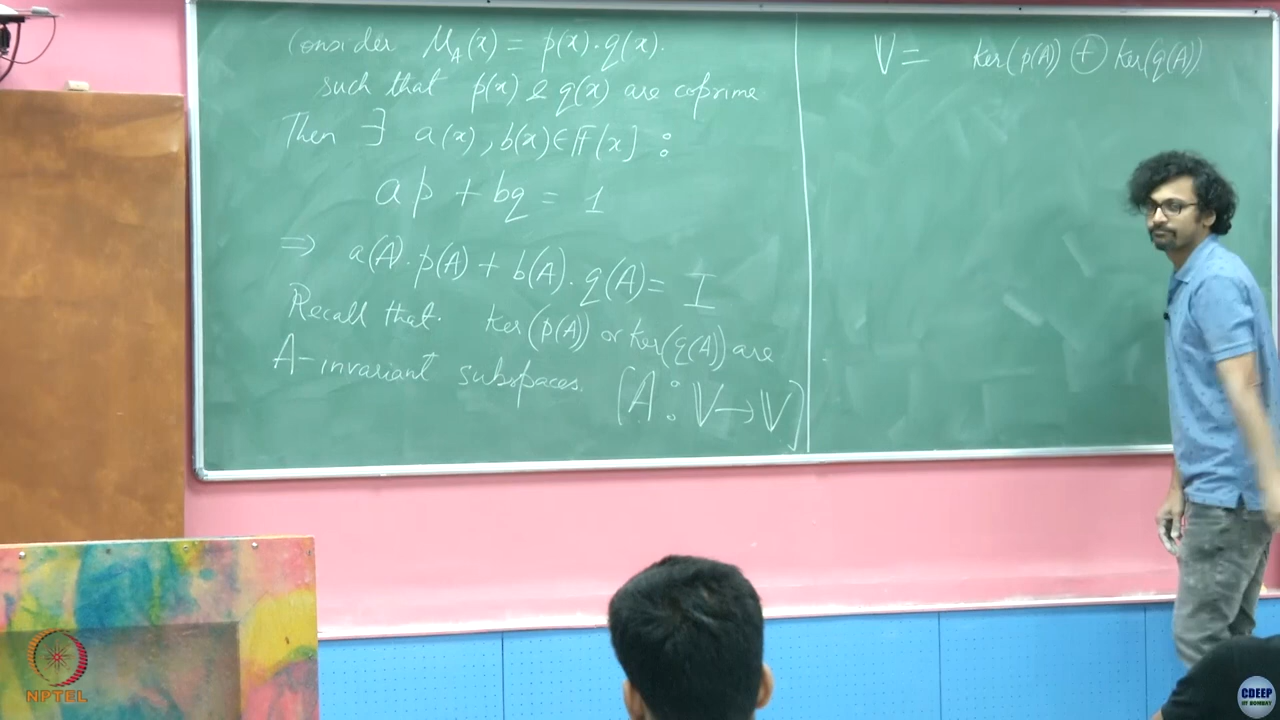 Consider μ_A(x) = p(x)·q(x).
such that p(x) & q(x) are coprime
Then ∃ a(x), b(x) ∈ 𝔽[x] :
ap + bq = 1
⇒ a(A)·p(A) + b(A)·q(A) = I
Recall that ker(p(A)) or ker(q(A)) are
A-invariant subspaces. [A : 𝕍 → 𝕍]
𝕍 = ker(p(A)) ⊕ ker(q(A))
NPTEL
CDEEP
IIT BOMBAY